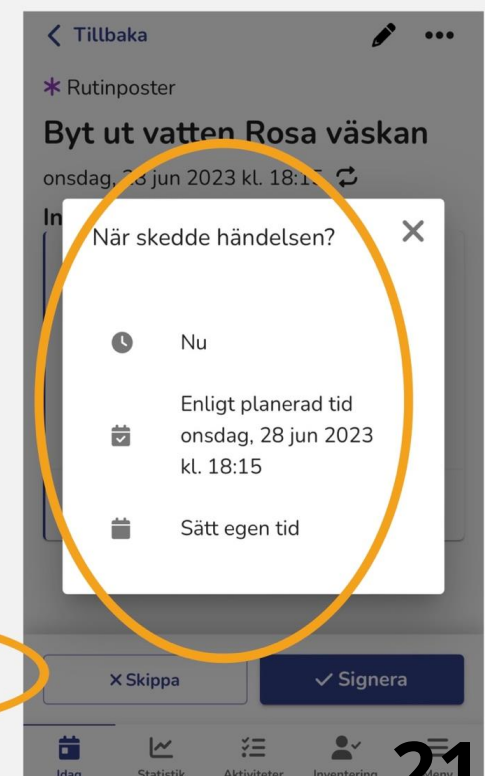 Tillbaka
Rutinposter
Byt ut vatten Rosa väskan
onsdag, 28 jun 2023 kl. 18:15
In
När skedde händelsen?
Nu
Enligt planerad tid
onsdag, 28 jun 2023
kl. 18:15
Sätt egen tid
Skippa
Signera
Idag Statistik Aktiviteter Inventering Meny
21